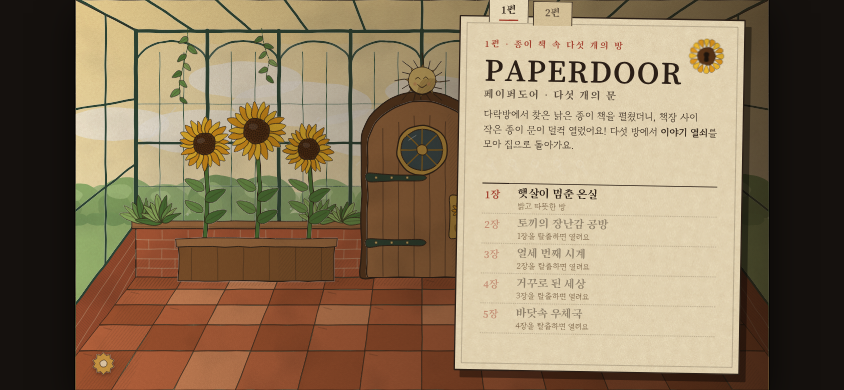 1편
2편
1편 · 종이 책 속 다섯 개의 방
PAPERDOOR
페이퍼도어 · 다섯 개의 문
다락방에서 찾은 낡은 종이 책을 펼쳤더니, 책장 사이
작은 종이 문이 덜컥 열렸어요! 다섯 방에서 이야기 열쇠를
모아 집으로 돌아가요.
1장 햇살이 멈춘 온실
밝고 따뜻한 방
2장 토끼의 장난감 공방
1장을 탈출하면 열려요
3장 열세 번째 시계
2장을 탈출하면 열려요
4장 거꾸로 된 세상
3장을 탈출하면 열려요
5장 바닷속 우체국
4장을 탈출하면 열려요